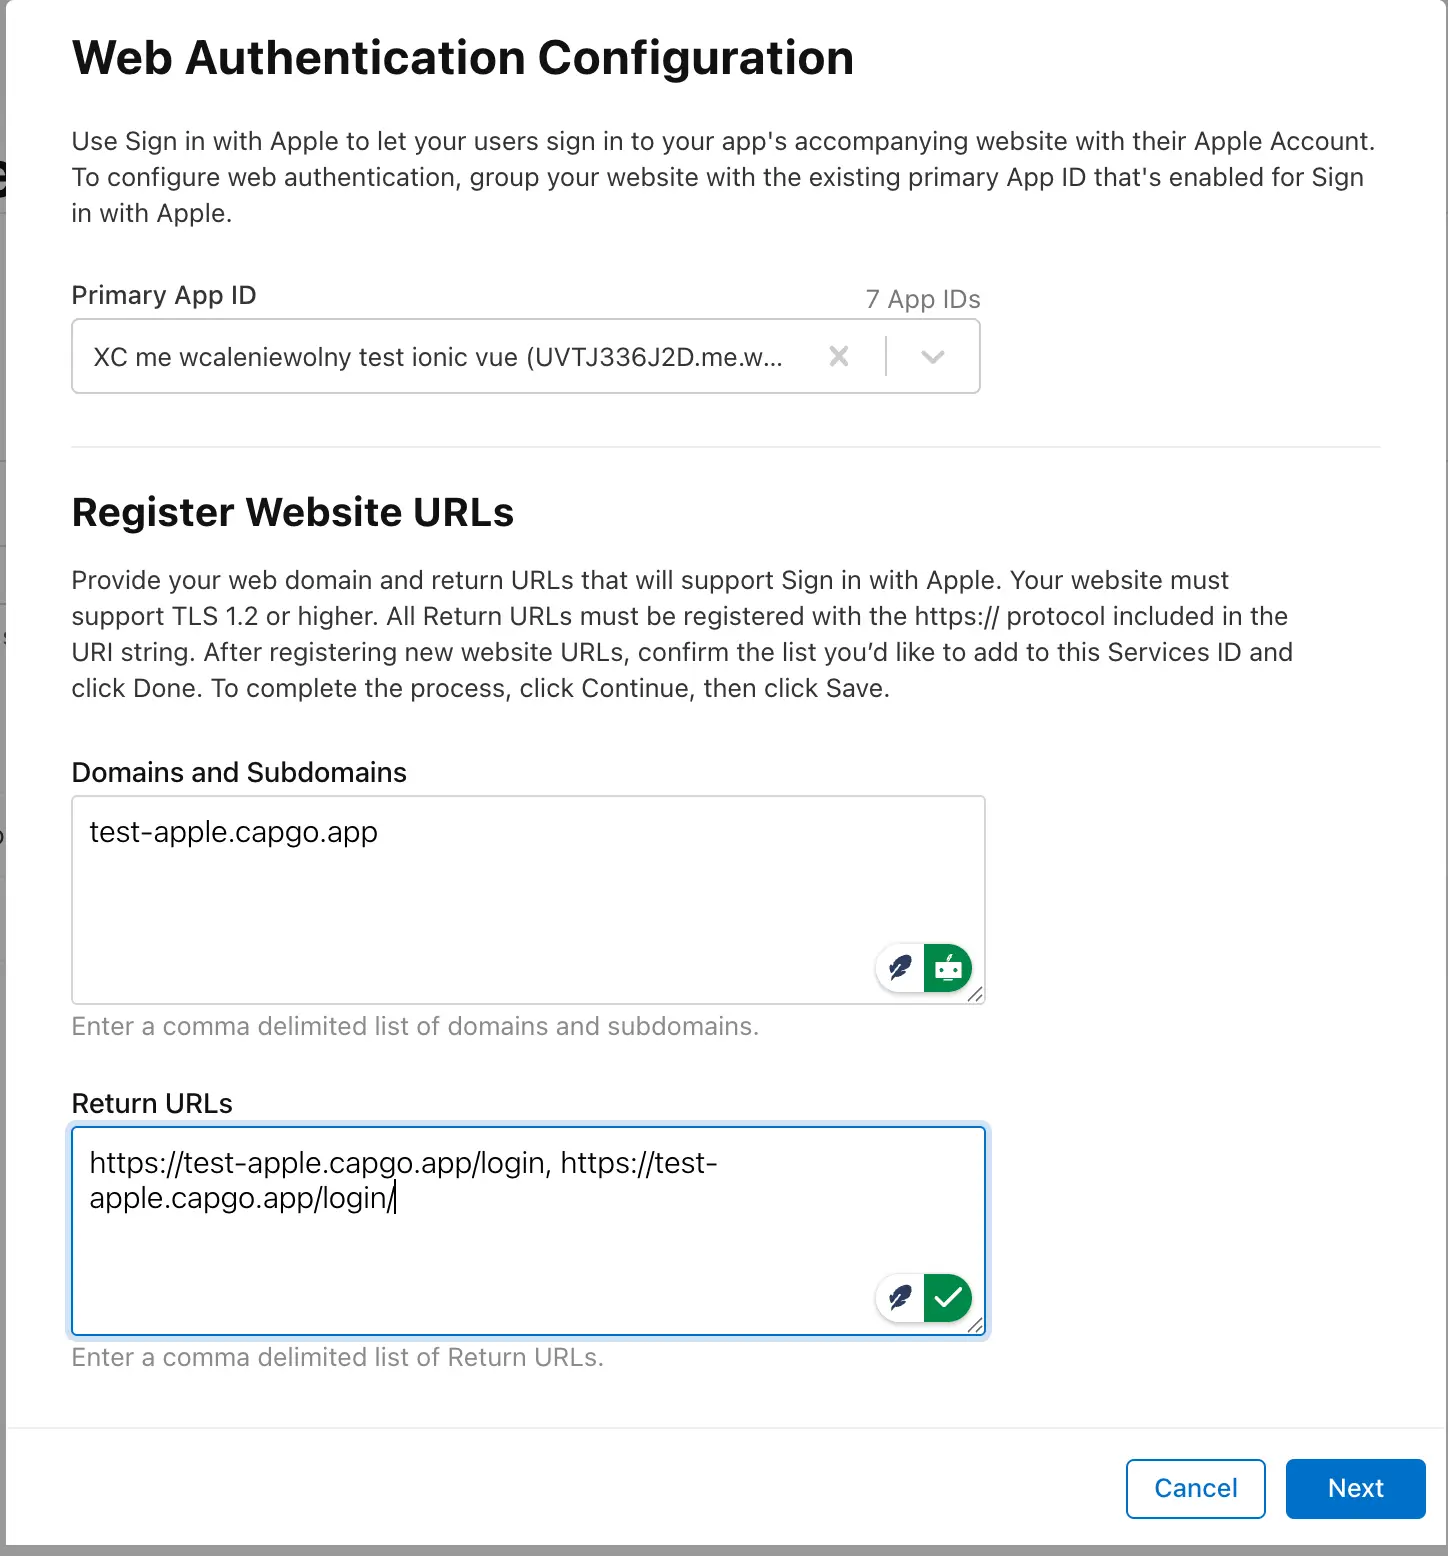 Web Authentication Configuration
Use Sign in with Apple to let your users sign in to your app's accompanying website with their Apple Account.
To configure web authentication, group your website with the existing primary App ID that's enabled for Sign
in with Apple.
Primary App ID
7 App IDs
XC me wcaleniewolny test ionic vue (UVTJ336J2D.me.w...
Register Website URLs
Provide your web domain and return URLs that will support Sign in with Apple. Your website must
support TLS 1.2 or higher. All Return URLs must be registered with the https:// protocol included in the
URI string. After registering new website URLs, confirm the list you’d like to add to this Services ID and
click Done. To complete the process, click Continue, then click Save.
Domains and Subdomains
test-apple.capgo.app
Enter a comma delimited list of domains and subdomains.
Return URLs
https://test-apple.capgo.app/login, https://test-
apple.capgo.app/login/
Enter a comma delimited list of Return URLs.
Cancel
Next